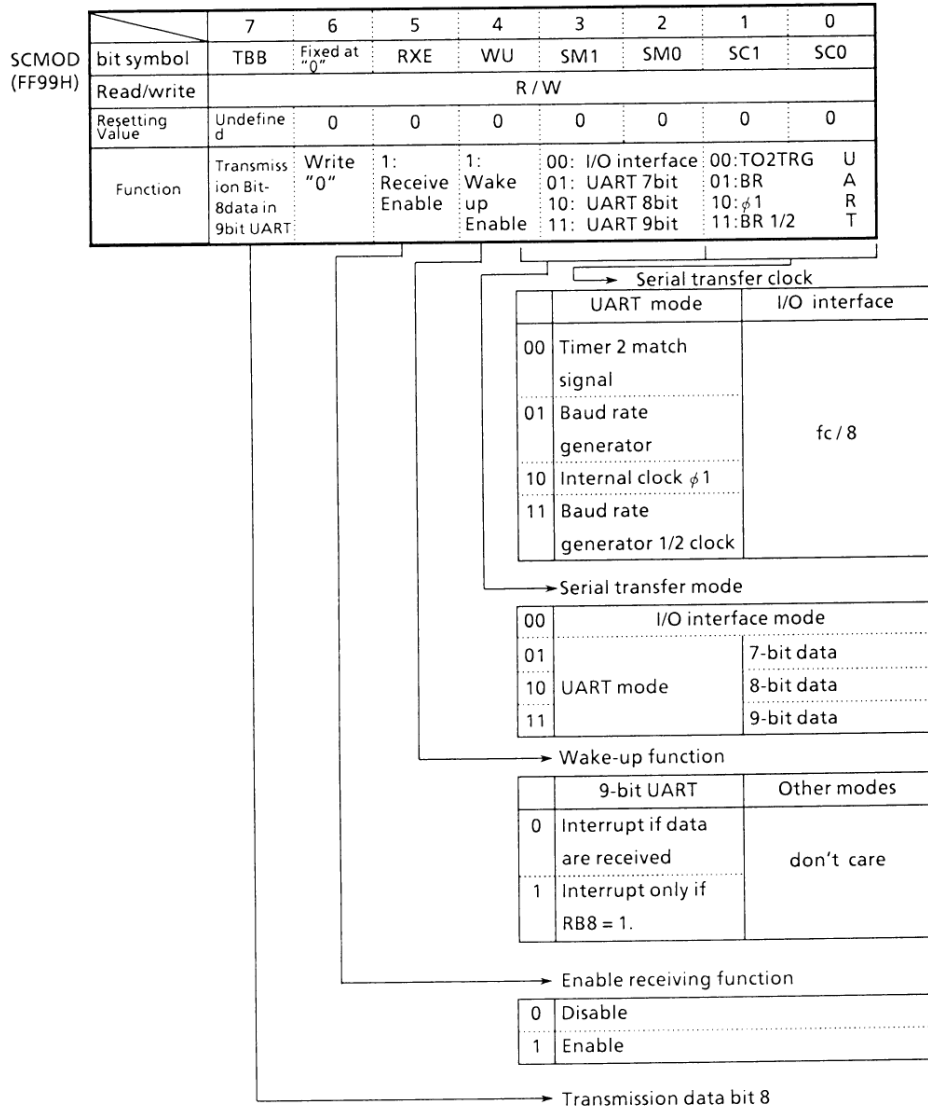 7 6 5 4 3 2 1 0
SCMOD
(FF99H)
bit symbol TBB Fixed at "0" RXE WU SM1 SM0 SC1 SC0
Read/write R / W
Resetting Value Undefine d 0 0 0 0 0 0 0
Function
Transmiss
ion Bit-
8data in
9bit UART
Write
"0"
1:
Receive
Enable
1:
Wake
up
Enable
00: I/O interface
01: UART 7bit
10: UART 8bit
11: UART 9bit
00:TO2TRG
01:BR
10:ϕ1
11:BR 1/2
U
A
R
T
Serial transfer clock
UART mode I/O interface
00 Timer 2 match
signal
01 Baud rate
generator
fc / 8
10 Internal clock ϕ1
11 Baud rate
generator 1/2 clock
Serial transfer mode
00 I/O interface mode
01 7-bit data
10 UART mode 8-bit data
11 9-bit data
Wake-up function
9-bit UART Other modes
0 Interrupt if data
are received
don't care
1 Interrupt only if
RB8 = 1.
Enable receiving function
0 Disable
1 Enable
Transmission data bit 8